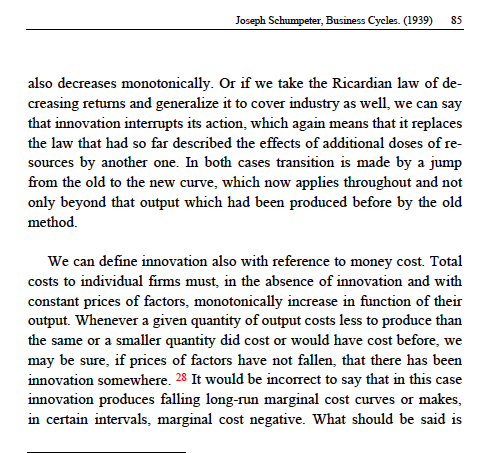 Joseph Schumpeter, Business Cycles. (1939) 85
also decreases monotonically. Or if we take the Ricardian law of de-
creasing returns and generalize it to cover industry as well, we can say
that innovation interrupts its action, which again means that it replaces
the law that had so far described the effects of additional doses of re-
sources by another one. In both cases transition is made by a jump
from the old to the new curve, which now applies throughout and not
only beyond that output which had been produced before by the old
method.
We can define innovation also with reference to money cost. Total
costs to individual firms must, in the absence of innovation and with
constant prices of factors, monotonically increase in function of their
output. Whenever a given quantity of output costs less to produce than
the same or a smaller quantity did cost or would have cost before, we
may be sure, if prices of factors have not fallen, that there has been
innovation somewhere. 28 It would be incorrect to say that in this case
innovation produces falling long-run marginal cost curves or makes,
in certain intervals, marginal cost negative. What should be said is